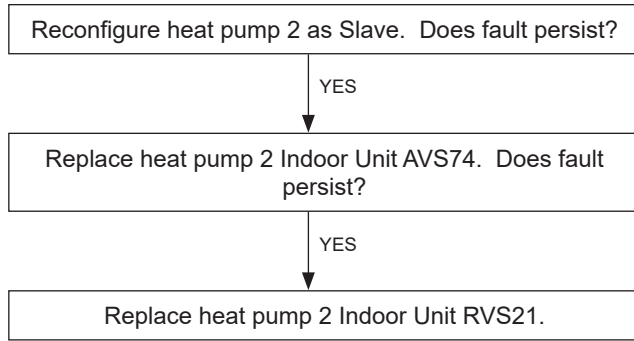 Reconfigure heat pump 2 as Slave.  Does fault persist?
YES
Replace heat pump 2 Indoor Unit AVS74.  Does fault
persist?
YES
Replace heat pump 2 Indoor Unit RVS21.